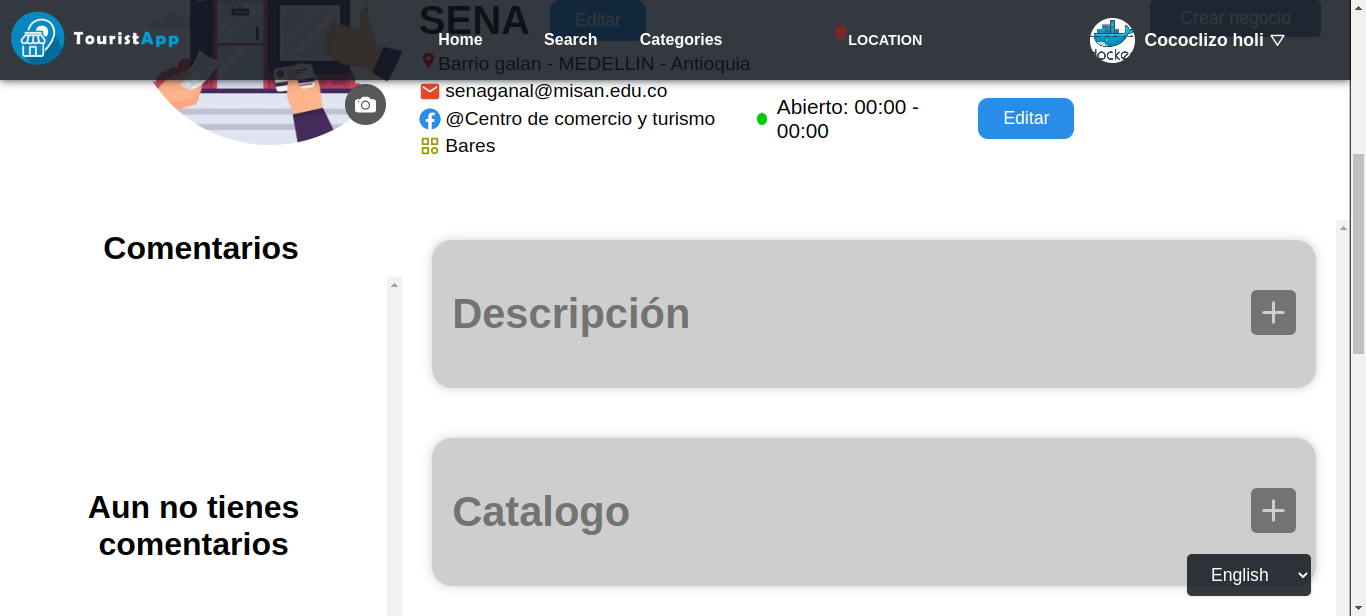 SENA
Editar
Crear negocio
TouristApp
Home
Search
Categories
LOCATION
Cococlizo holi
Barrio galan - MEDELLIN - Antioquia
senaganal@misan.edu.co
@Centro de comercio y turismo
Bares
Abierto: 00:00 -
00:00
Editar
Comentarios
Descripción
Aun no tienes
comentarios
Catalogo
English